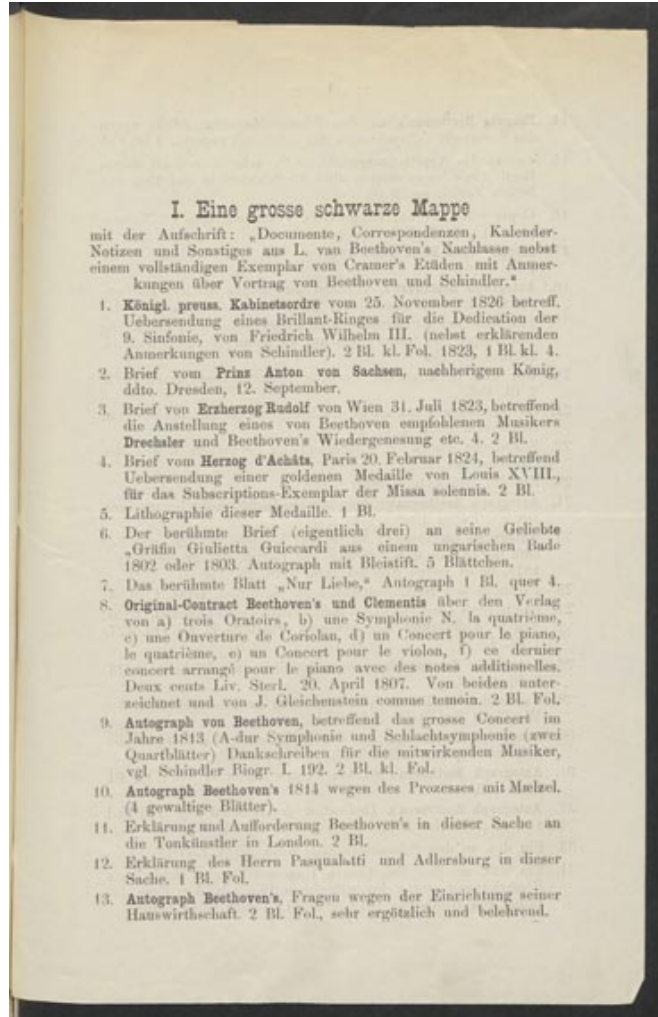 I. Eine grosse schwarze Mappe
mit der Aufschrift: „Documente, Correspondenzen, Kalender-
Notizen und Sonstiges aus L. van Beethoven's Nachlasse nebst
einem vollständigen Exemplar von Cramer's Etüden mit Anmer-
kungen über Vortrag von Beethoven und Schindler."
1. Königl. preuss. Kabinetsordre vom 25. November 1826 betreff.
Uebersendung eines Brillant-Ringes für die Dedication der
9. Sinfonie, von Friedrich Wilhelm III. (nebst erklärenden
Anmerkungen von Schindler). 2 Bl. kl. Fol. 1823, 1 Bl. kl. 4.
2. Brief vom Prinz Anton von Sachsen, nachherigem König,
ddto. Dresden, 12. September.
3. Brief von Erzherzog Rudolf von Wien 31. Juli 1823, betreffend
die Anstellung eines von Beethoven empfohlenen Musikers
Drechsler und Beethoven's Wiedergenesung etc. 4. 2 Bl.
4. Brief vom Herzog d'Achâts, Paris 20. Februar 1824, betreffend
Uebersendung einer goldenen Medaille von Louis XVIII.,
für das Subscriptions-Exemplar der Missa solennis. 2 Bl.
5. Lithographie dieser Medaille. 1 Bl.
6. Der berühmte Brief (eigentlich drei) an seine Geliebte
„Gräfin Giulietta Guiccardi aus einem ungarischen Bade
1802 oder 1803. Autograph mit Bleistift. 5 Blättchen.
7. Das berühmte Blatt „Nur Liebe," Autograph 1 Bl. quer 4.
8. Original-Contract Beethoven's und Clementis über den Verlag
von a) trois Oratoirs, b) une Symphonie N. la quatrième,
c) une Ouverture de Coriolan, d) un Concert pour le piano,
le quatrième, e) un Concert pour le violon, f) ce dernier
concert arrangé pour le piano avec des notes additionelles.
Deux cents Liv. Sterl. 20. April 1807. Von beiden unter-
zeichnet und von J. Gleichenstein comme temoin. 2 Bl. Fol.
9. Autograph von Beethoven, betreffend das grosse Concert im
Jahre 1813 (A-dur Symphonie und Schlachtsymphonie (zwei
Quartblätter) Dankschreiben für die mitwirkenden Musiker,
vgl. Schindler Biogr. I. 192. 2 Bl. kl. Fol.
10. Autograph Beethoven's 1814 wegen des Prozesses mit Mælzel.
(4 gewaltige Blätter).
11. Erklärung und Aufforderung Beethoven's in dieser Sache an
die Tonkünstler in London. 2 Bl.
12. Erklärung des Herrn Pasqualatti und Adlersburg in dieser
Sache. 1 Bl. Fol.
13. Autograph Beethoven's, Fragen wegen der Einrichtung seiner
Hauswirthschaft. 2 Bl. Fol., sehr ergötzlich und belehrend.